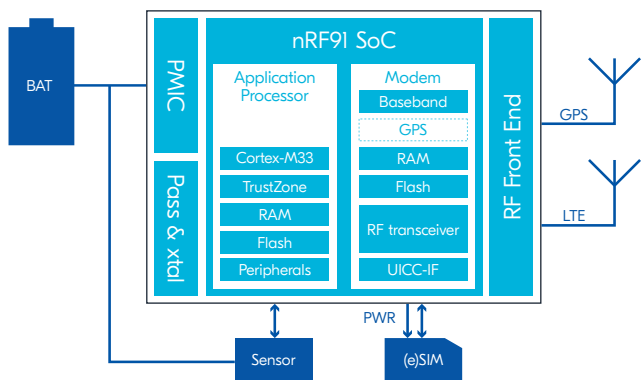 BAT
PMIC
Pass & xtal
nRF91 SoC
Application
Processor
Cortex-M33
TrustZone
RAM
Flash
Peripherals
Modem
Baseband
GPS
RAM
Flash
RF transceiver
UICC-IF
RF Front End
GPS
LTE
PWR
Sensor
(e)SIM